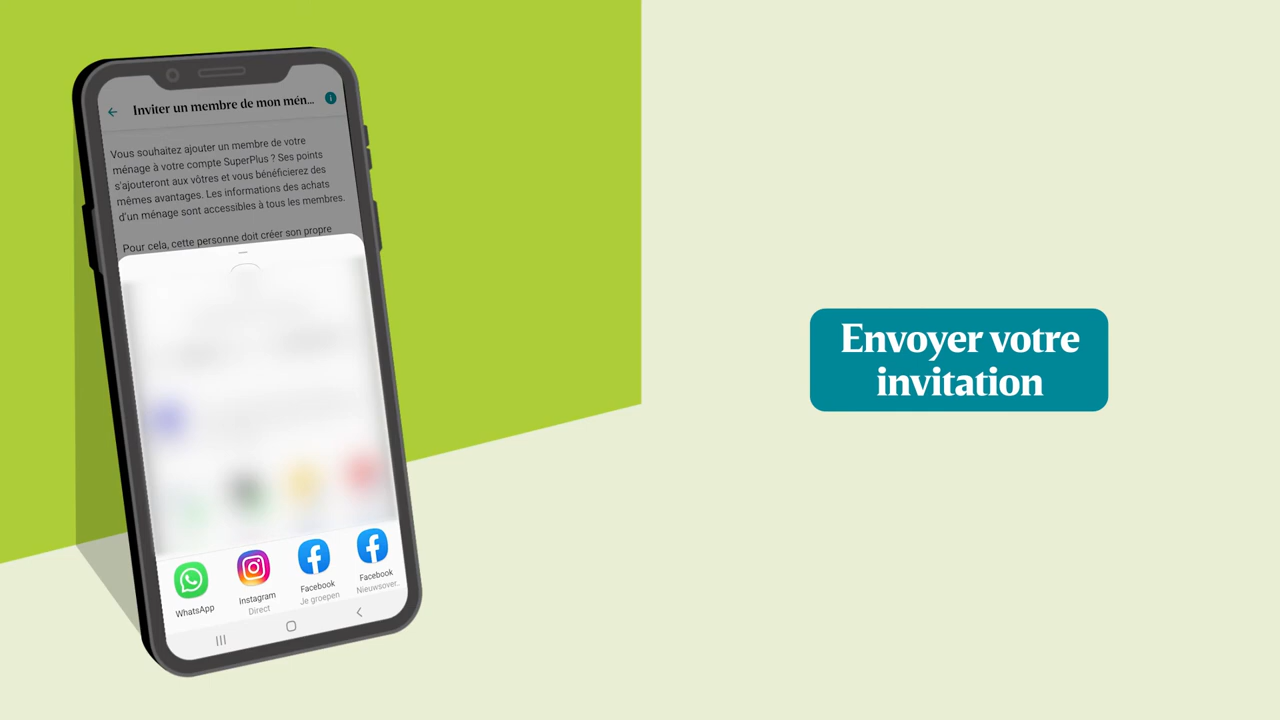 Inviter un membre de mon mén...
Vous souhaitez ajouter un membre de votre
ménage à votre compte SuperPlus ? Ses points
s'ajouteront aux vôtres et vous bénéficierez des
mêmes avantages. Les informations des achats
d'un ménage sont accessibles à tous les membres.
Pour cela, cette personne doit créer son propre
WhatsApp
Instagram
Direct
Facebook
Je groepen
Facebook
Nieuwsover..
Envoyer votre
invitation